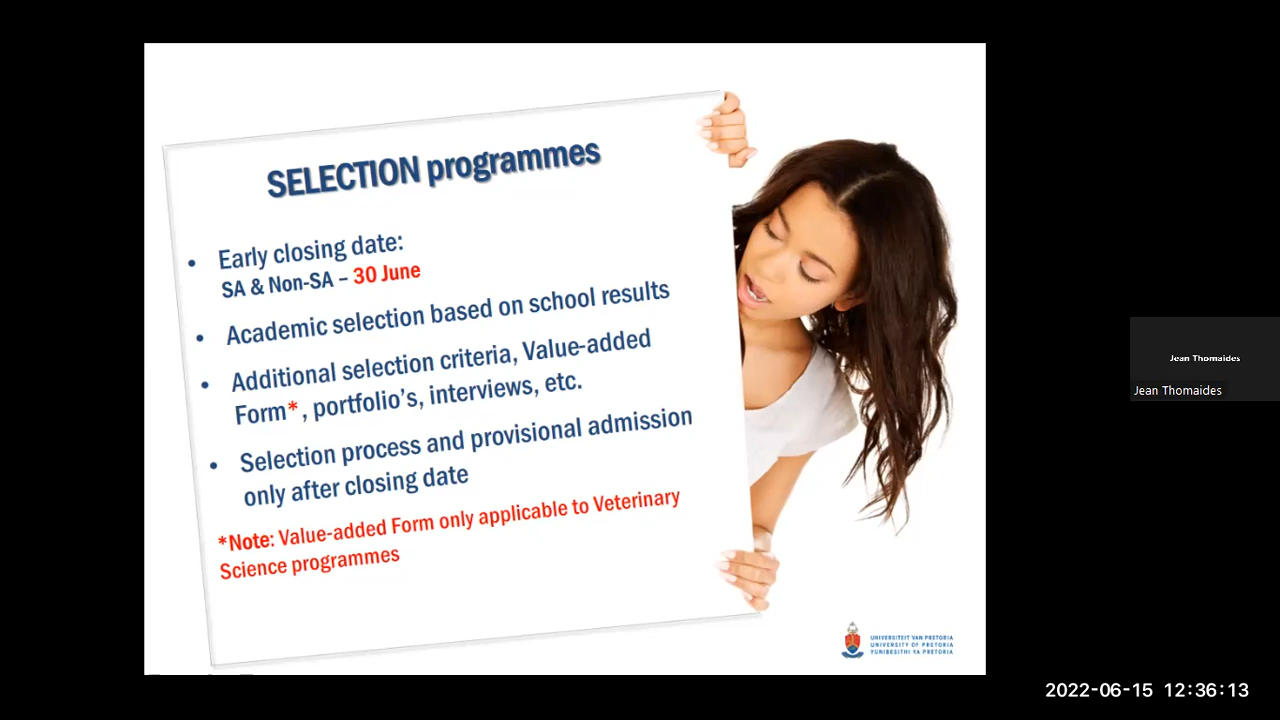 SELECTION programmes
• Early closing date:
SA & Non-SA – 30 June
• Academic selection based on school results
• Additional selection criteria, Value-added
Form* , portfolio's, interviews, etc.
• Selection process and provisional admission
only after closing date
*Note: Value-added Form only applicable to Veterinary
Science programmes
UNIVERSITEIT VAN PRETORIA
UNIVERSITY OF PRETORIA
YUNIBESITHI YA PRETORIA
Jean Thomaides
Jean Thomaides
2022-06-15 12:36:13